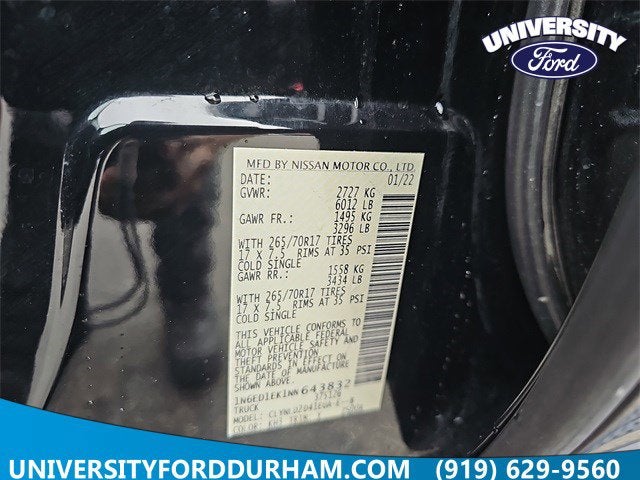 UNIVERSITY
Ford
MFD BY NISSAN MOTOR CO., LTD.
DATE: 01/22
GVWR: 2727 KG
6012 LB
GAWR FR.: 1495 KG
3296 LB
WITH 265/70R17 TIRES
17 X 7.5 RIMS AT 35 PSI
COLD SINGLE
GAWR RR.: 1558 KG
3434 LB
WITH 265/70R17 TIRES
17 X 7.5 RIMS AT 35 PSI
COLD SINGLE
THIS VEHICLE CONFORMS TO
ALL APPLICABLE FEDERAL
MOTOR VEHICLE SAFETY AND
THEFT PREVENTION
STANDARDS IN EFFECT ON THE
DATE OF MANUFACTURE
SHOWN ABOVE.
1N6ED1EK1NN643832
TRUCK
MODEL:
COLOR: KH3
UNIVERSITYFORDDURHAM.COM (919) 629-9560